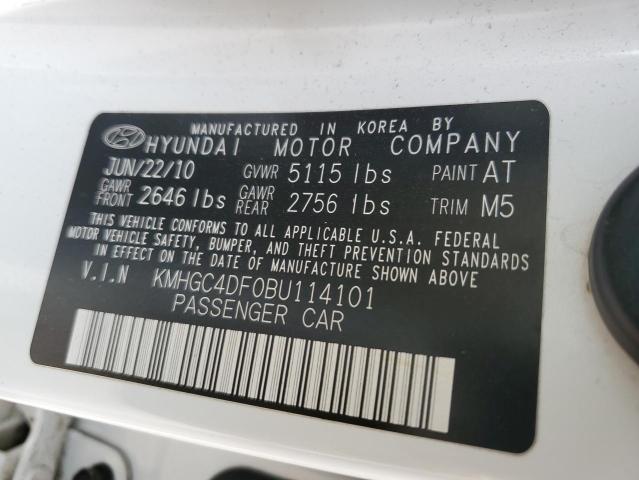 MANUFACTURED IN KOREA BY
HYUNDAI MOTOR COMPANY
JUN/22/10 GVWR 5115 lbs PAINT AT
GAWR FRONT 2646 lbs GAWR REAR 2756 lbs TRIM M5
THIS VEHICLE CONFORMS TO ALL APPLICABLE U.S.A. FEDERAL
MOTOR VEHICLE SAFETY, BUMPER, AND THEFT PREVENTION STANDARDS
IN EFFECT ON THE DATE OF MANUFACTURE SHOWN ABOVE
V.I.N KMHGC4DF0BU114101
PASSENGER CAR